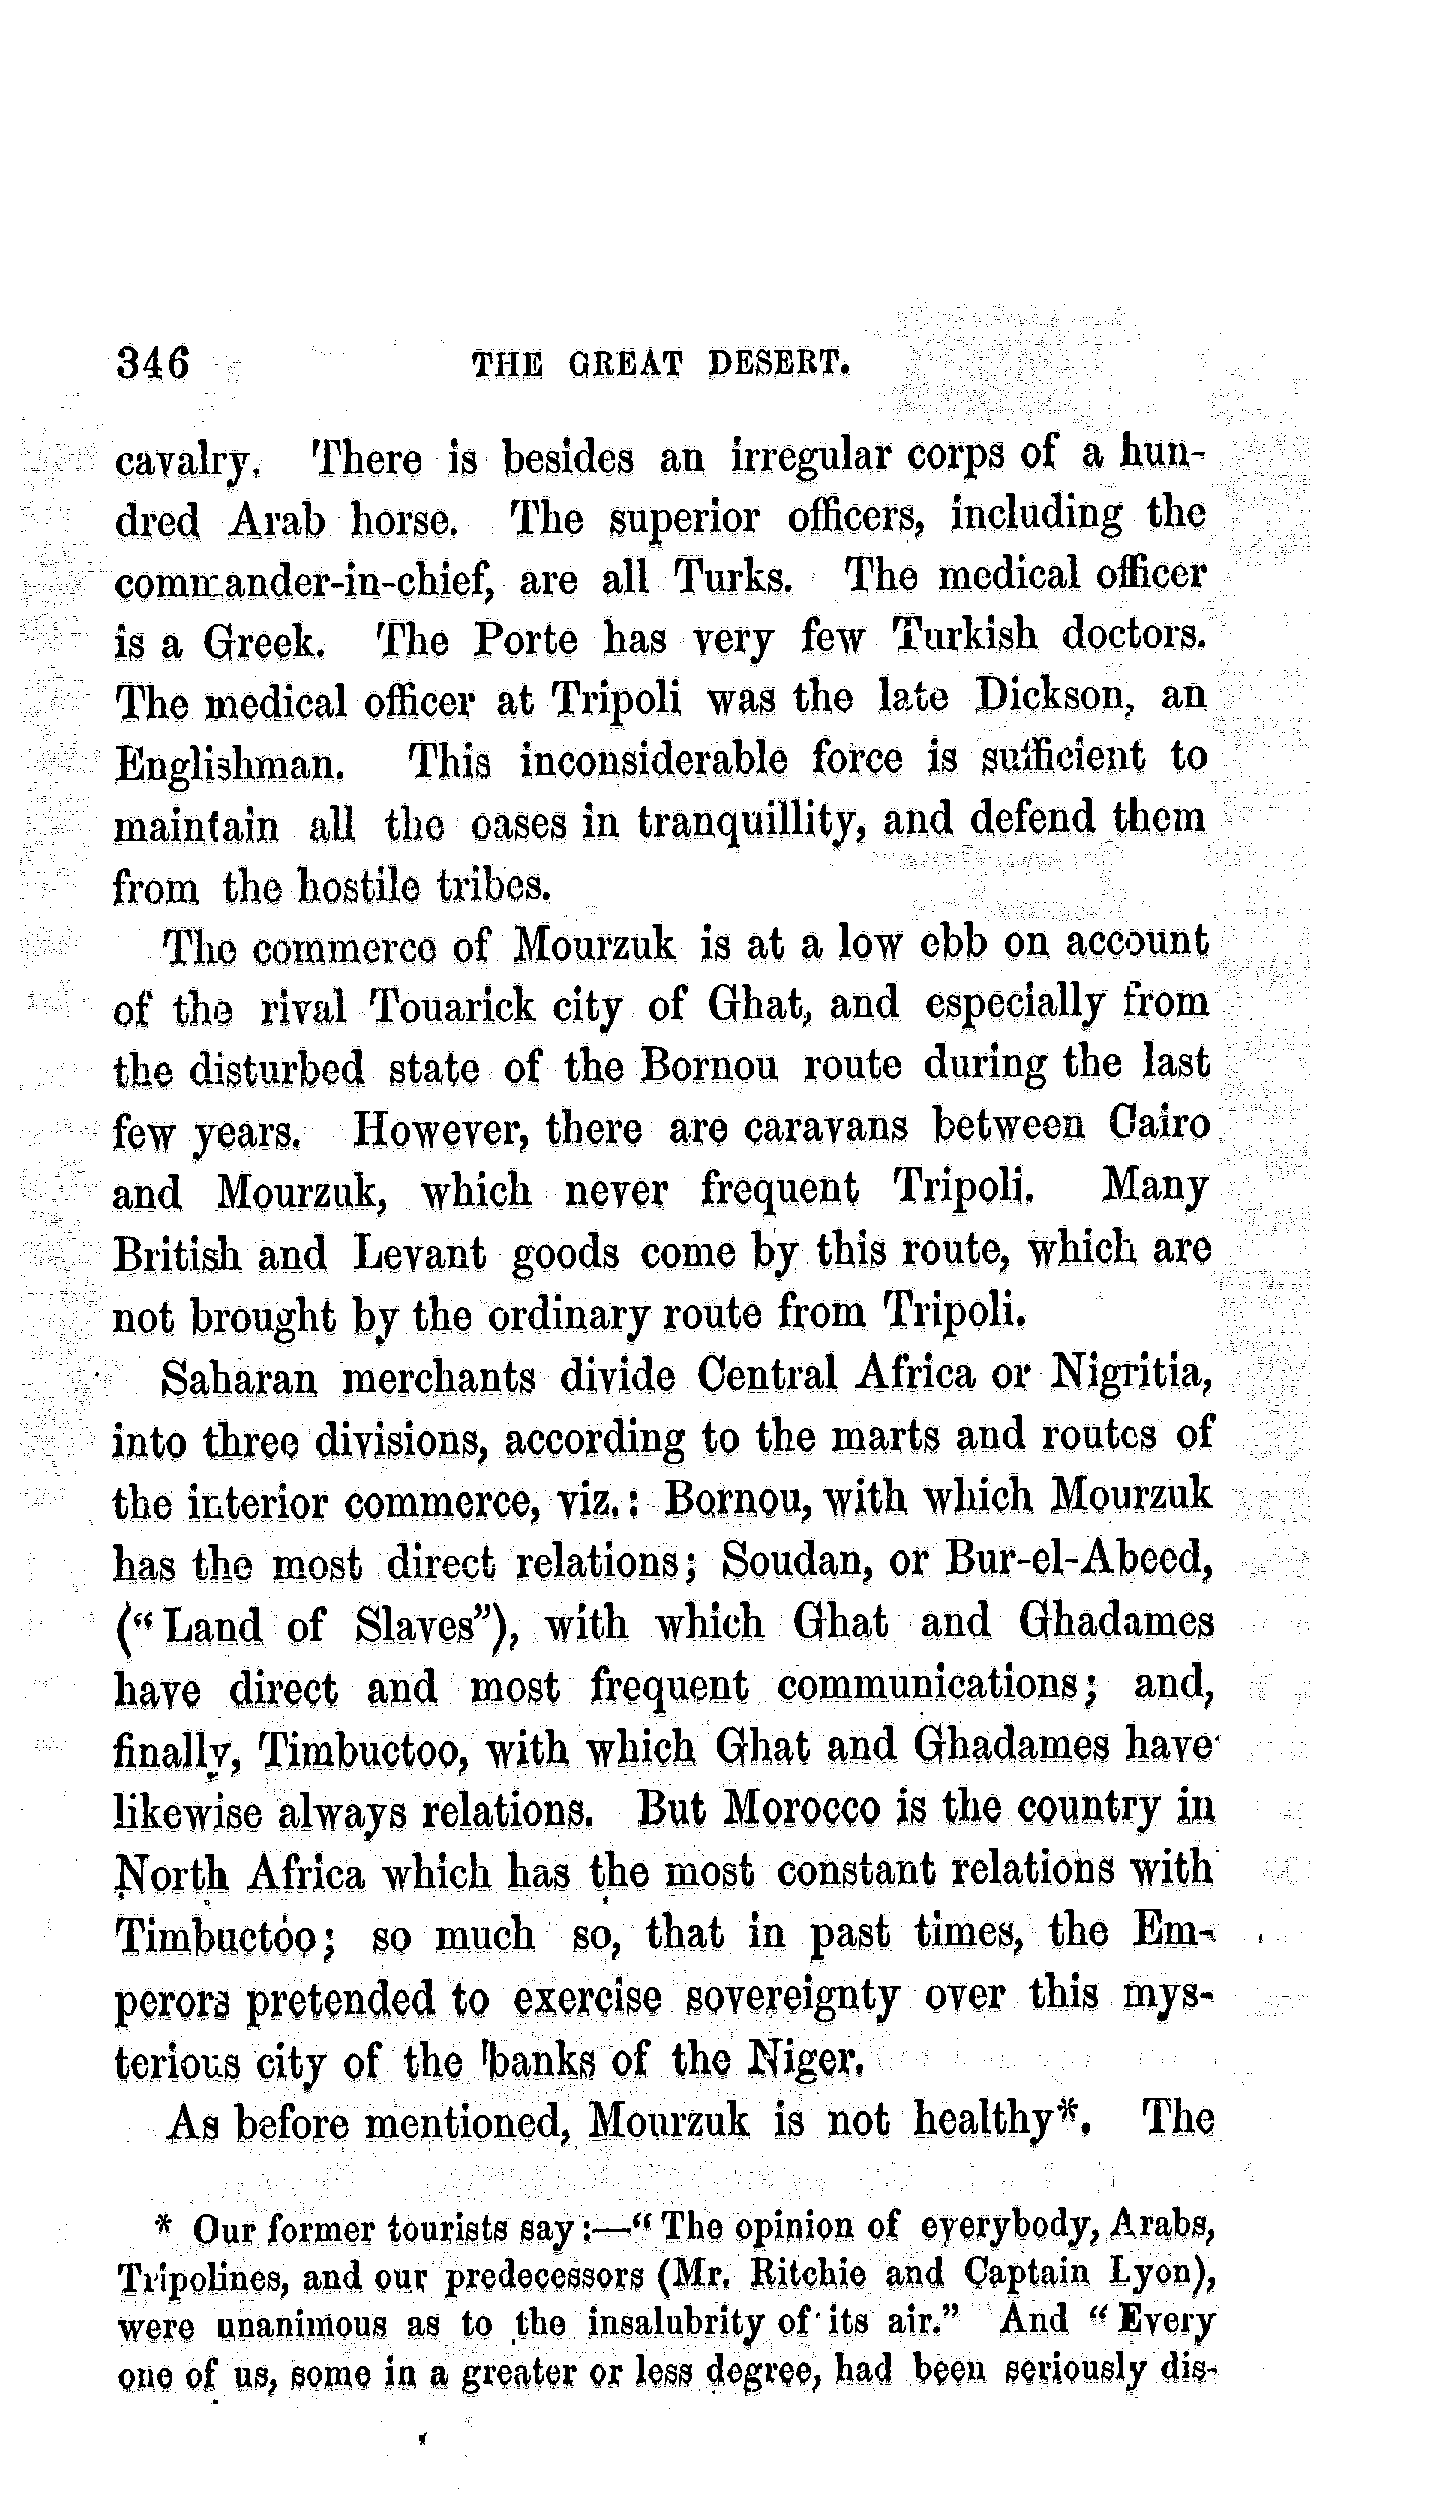 346 THE GREAT DESERT.
cavalry. There is besides an irregular corps of a hun-
dred Arab horse. The superior officers, including the
commander-in-chief, are all Turks. The medical officer
is a Greek. The Porte has very few Turkish doctors.
The medical officer at Tripoli was the late Dickson, an
Englishman. This inconsiderable force is sufficient to
maintain all the oases in tranquillity, and defend them
from the hostile tribes.
The commerce of Mourzuk is at a low ebb on account
of the rival Touarick city of Ghat, and especially from
the disturbed state of the Bornou route during the last
few years. However, there are caravans between Cairo
and Mourzuk, which never frequent Tripoli. Many
British and Levant goods come by this route, which are
not brought by the ordinary route from Tripoli.
Saharan merchants divide Central Africa or Nigritia,
into three divisions, according to the marts and routes of
the interior commerce, viz.: Bornou, with which Mourzuk
has the most direct relations; Soudan, or Bur-el-Abeed,
("Land of Slaves"), with which Ghat and Ghadames
have direct and most frequent communications; and,
finally, Timbuctoo, with which Ghat and Ghadames have
likewise always relations. But Morocco is the country in
North Africa which has the most constant relations with
Timbuctoo; so much so, that in past times, the Em-
perors pretended to exercise sovereignty over this mys-
terious city of the banks of the Niger.
As before mentioned, Mourzuk is not healthy*. The
* Our former tourists say:—"The opinion of everybody, Arabs,
Tripolines, and our predecessors (Mr. Ritchie and Captain Lyon),
were unanimous as to the insalubrity of its air." And "Every
one of us, some in a greater or less degree, had been seriously dis-